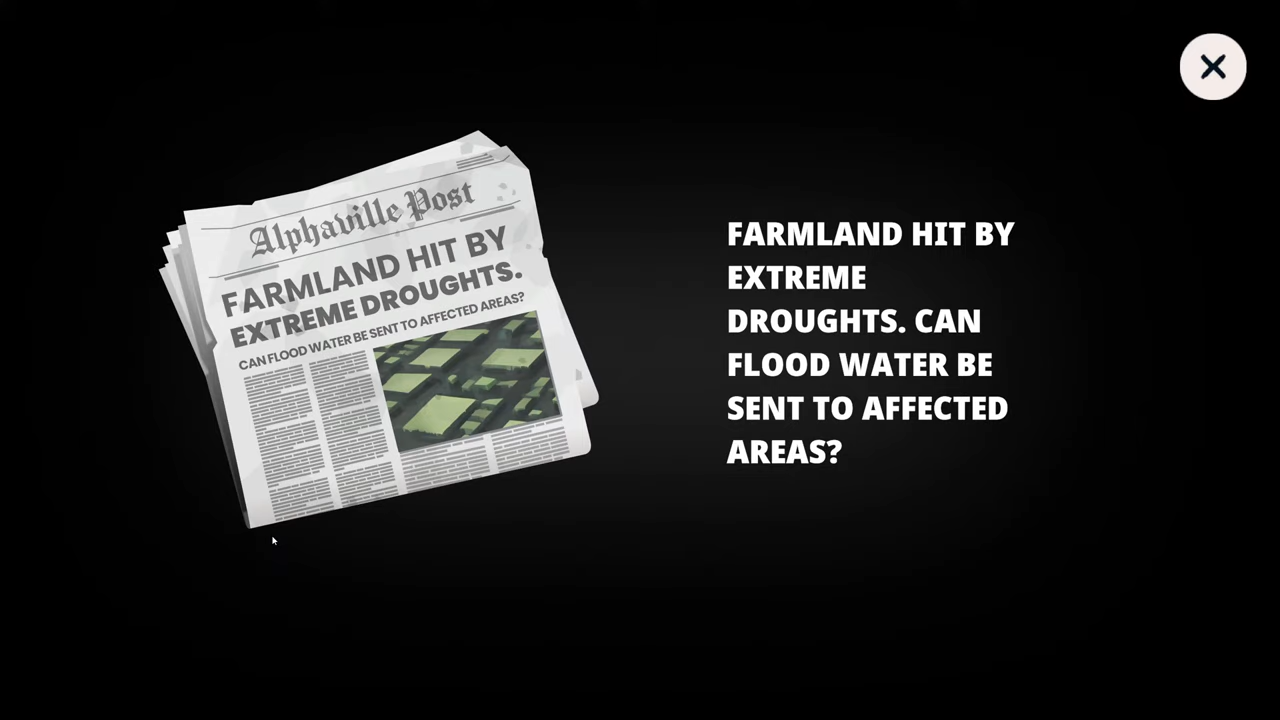 Alphaville Post
FARMLAND HIT BY
EXTREME DROUGHTS.
CAN FLOOD WATER BE SENT TO AFFECTED AREAS?
FARMLAND HIT BY
EXTREME
DROUGHTS. CAN
FLOOD WATER BE
SENT TO AFFECTED
AREAS?